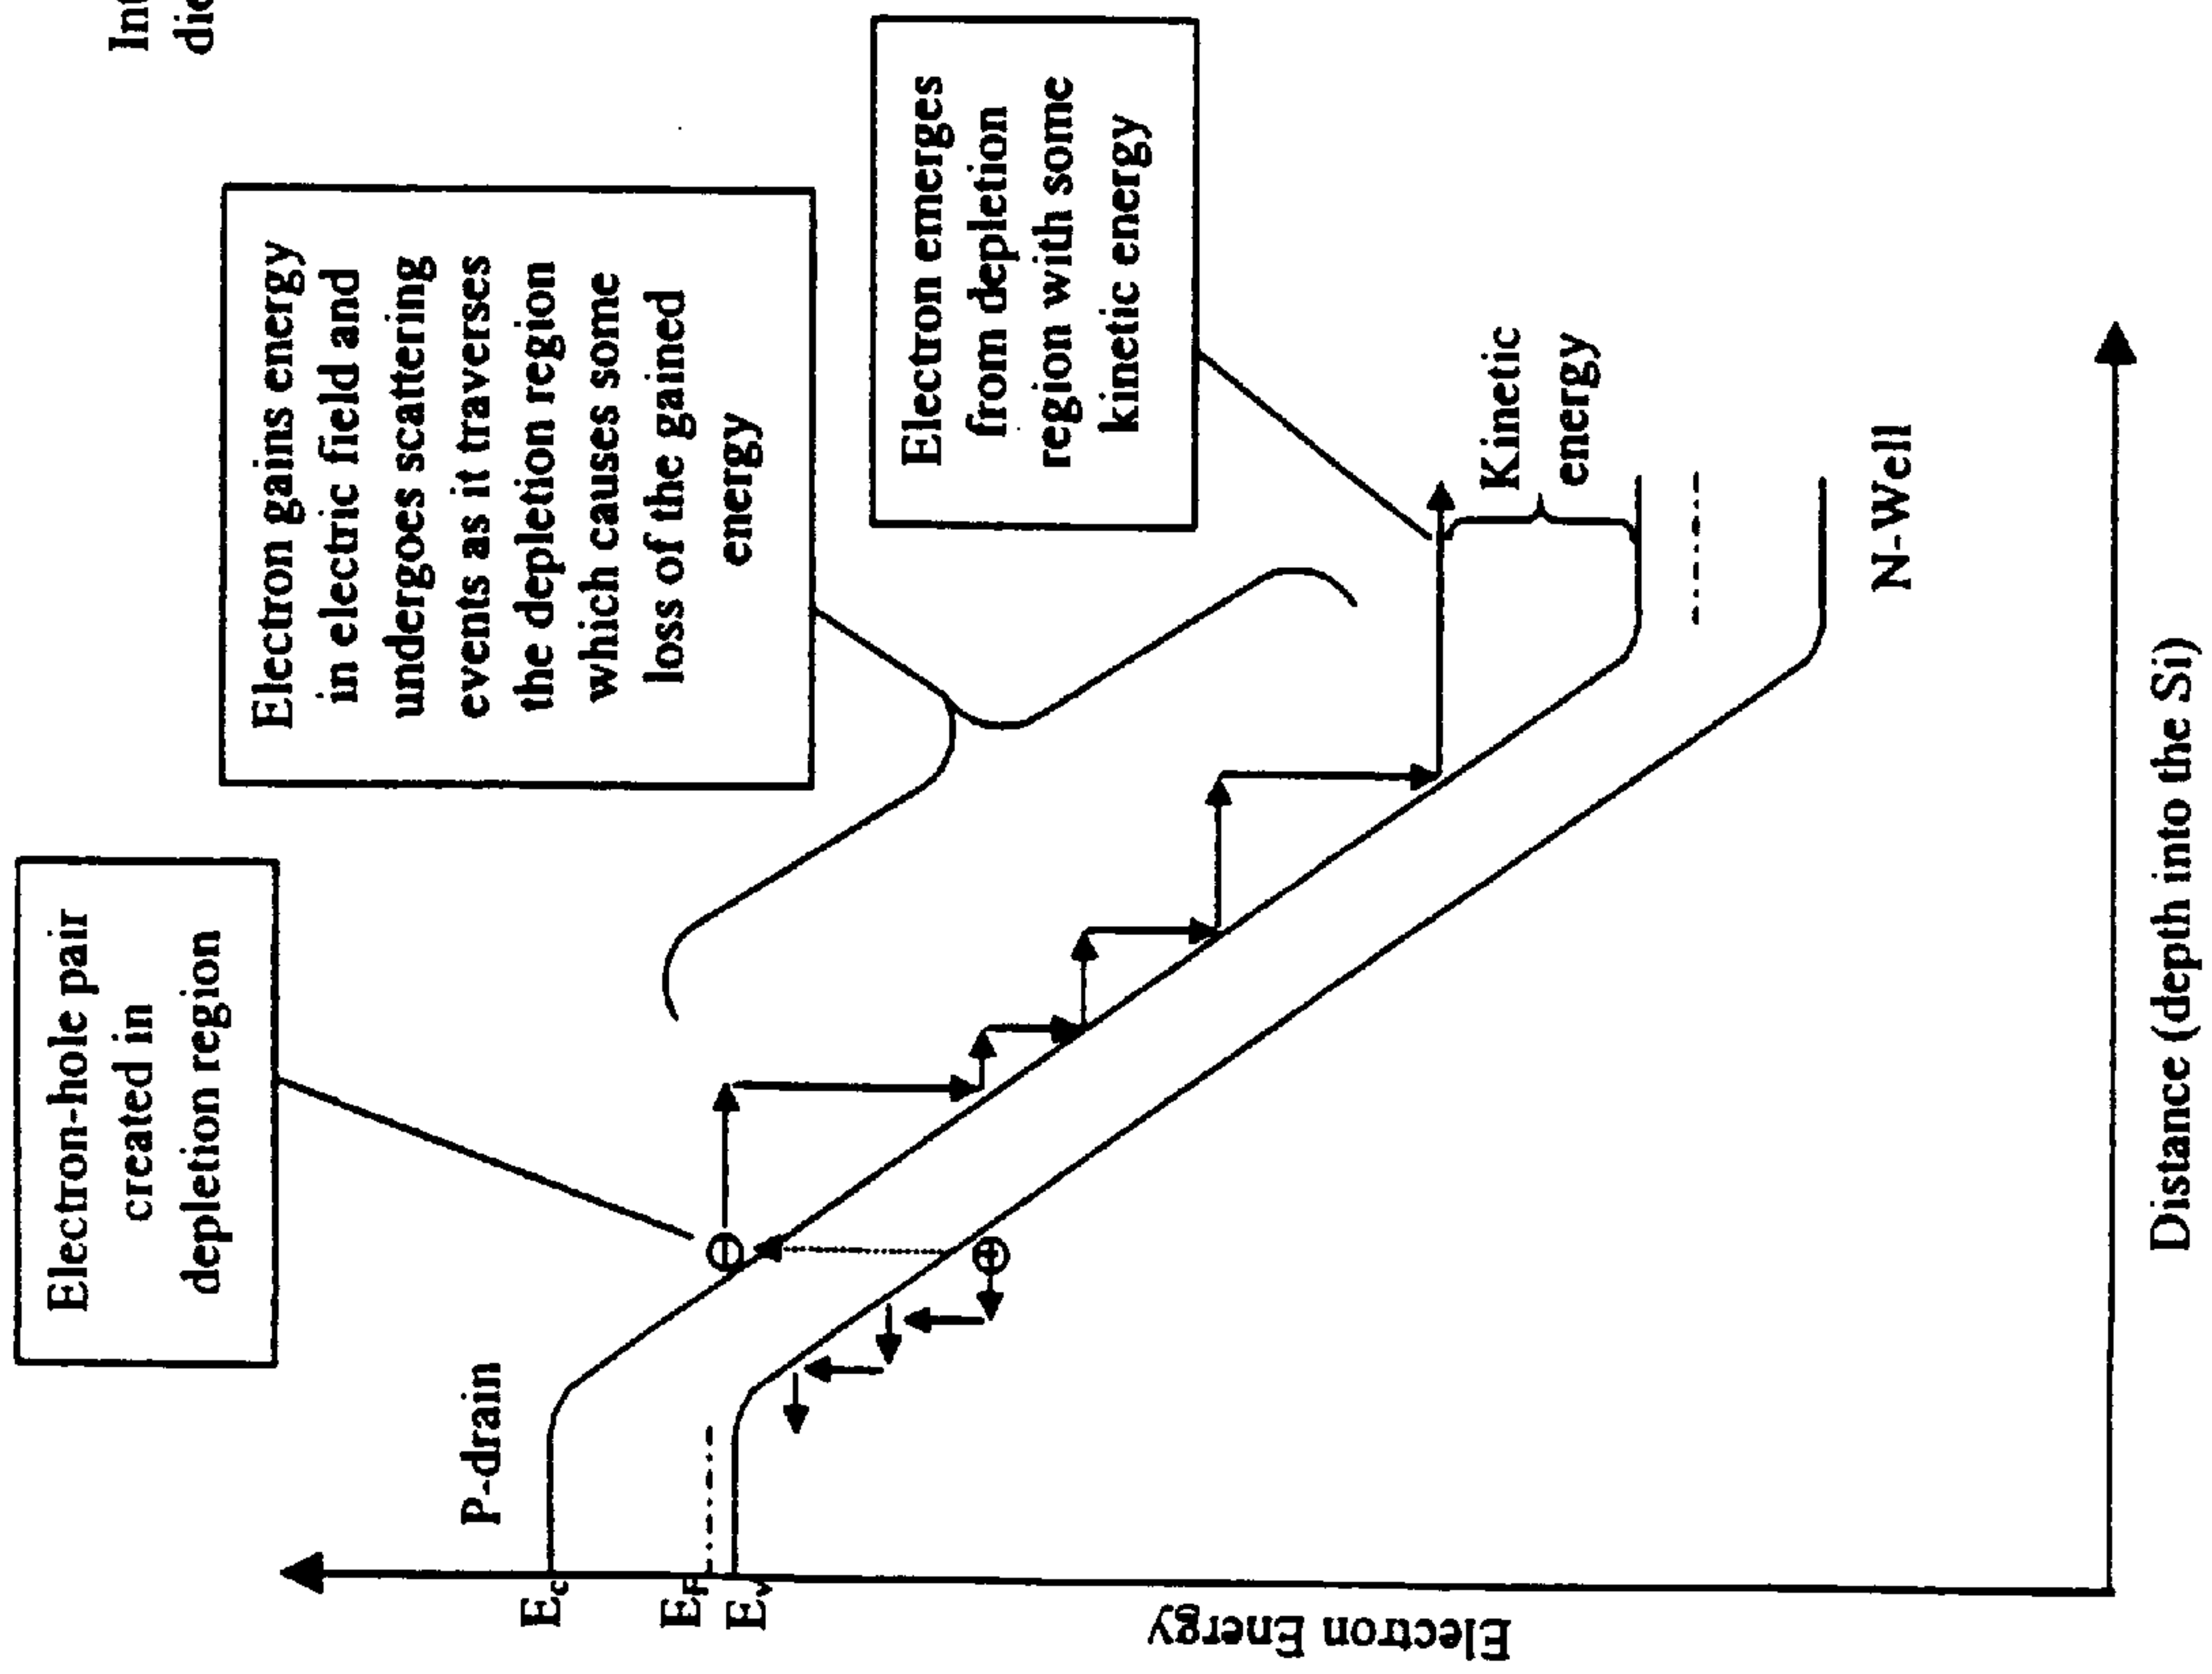 Electron-hole pair
created in
depletion region
Electron gains energy
in electric field and
undergoes scattering
events as it traverses
the depletion region
which causes some
loss of the gained
energy
Electron emerges
from depletion
region with some
kinetic energy
P-drain
Ec
EF
Ev
Electron Energy
Kinetic
energy
N-Well
Distance (depth into the Si)